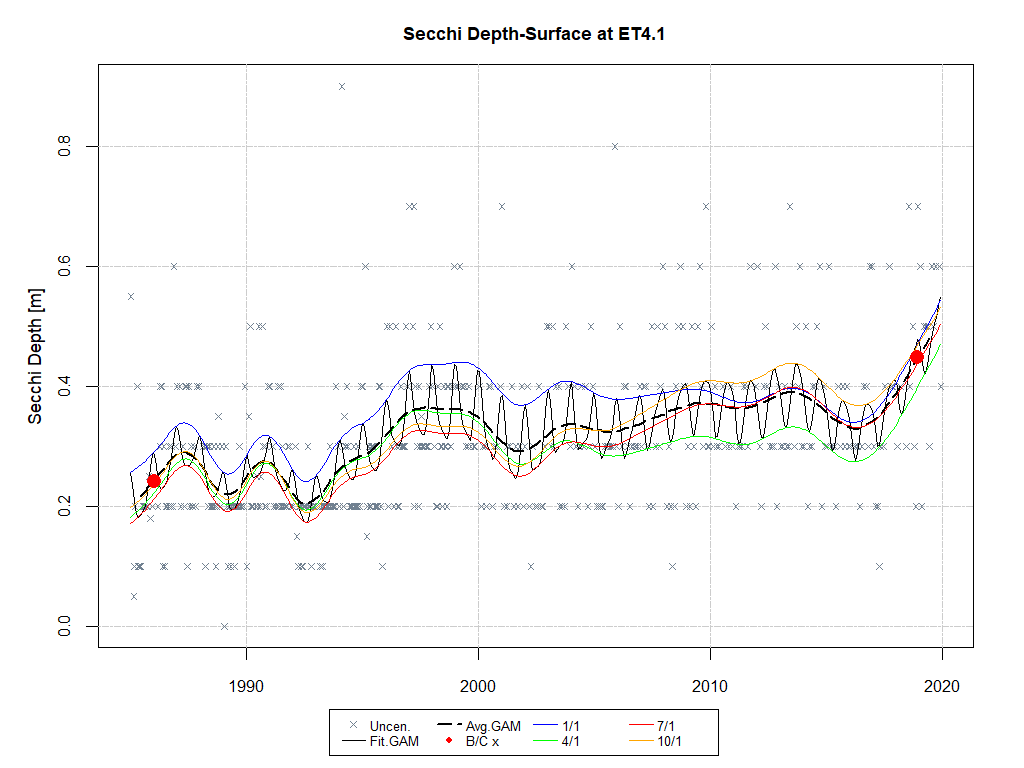 Secchi Depth-Surface at ET4.1
Secchi Depth [m]
0.8
0.6
0.4
0.2
0.0
1990 2000 2010 2020
Uncen. Avg.GAM 1/1 7/1
Fit.GAM B/C x 4/1 10/1